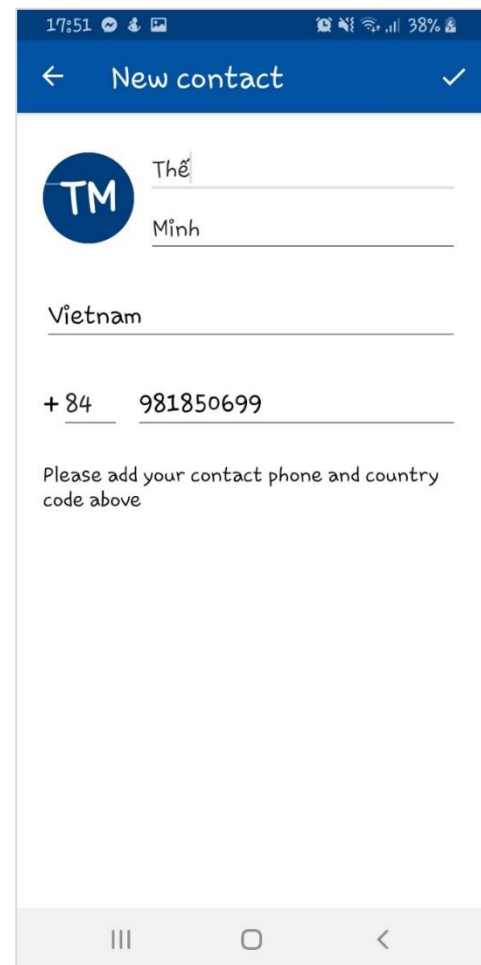 17:51 38%
New contact
TM
Thế
Minh
Vietnam
+ 84 981850699
Please add your contact phone and country
code above